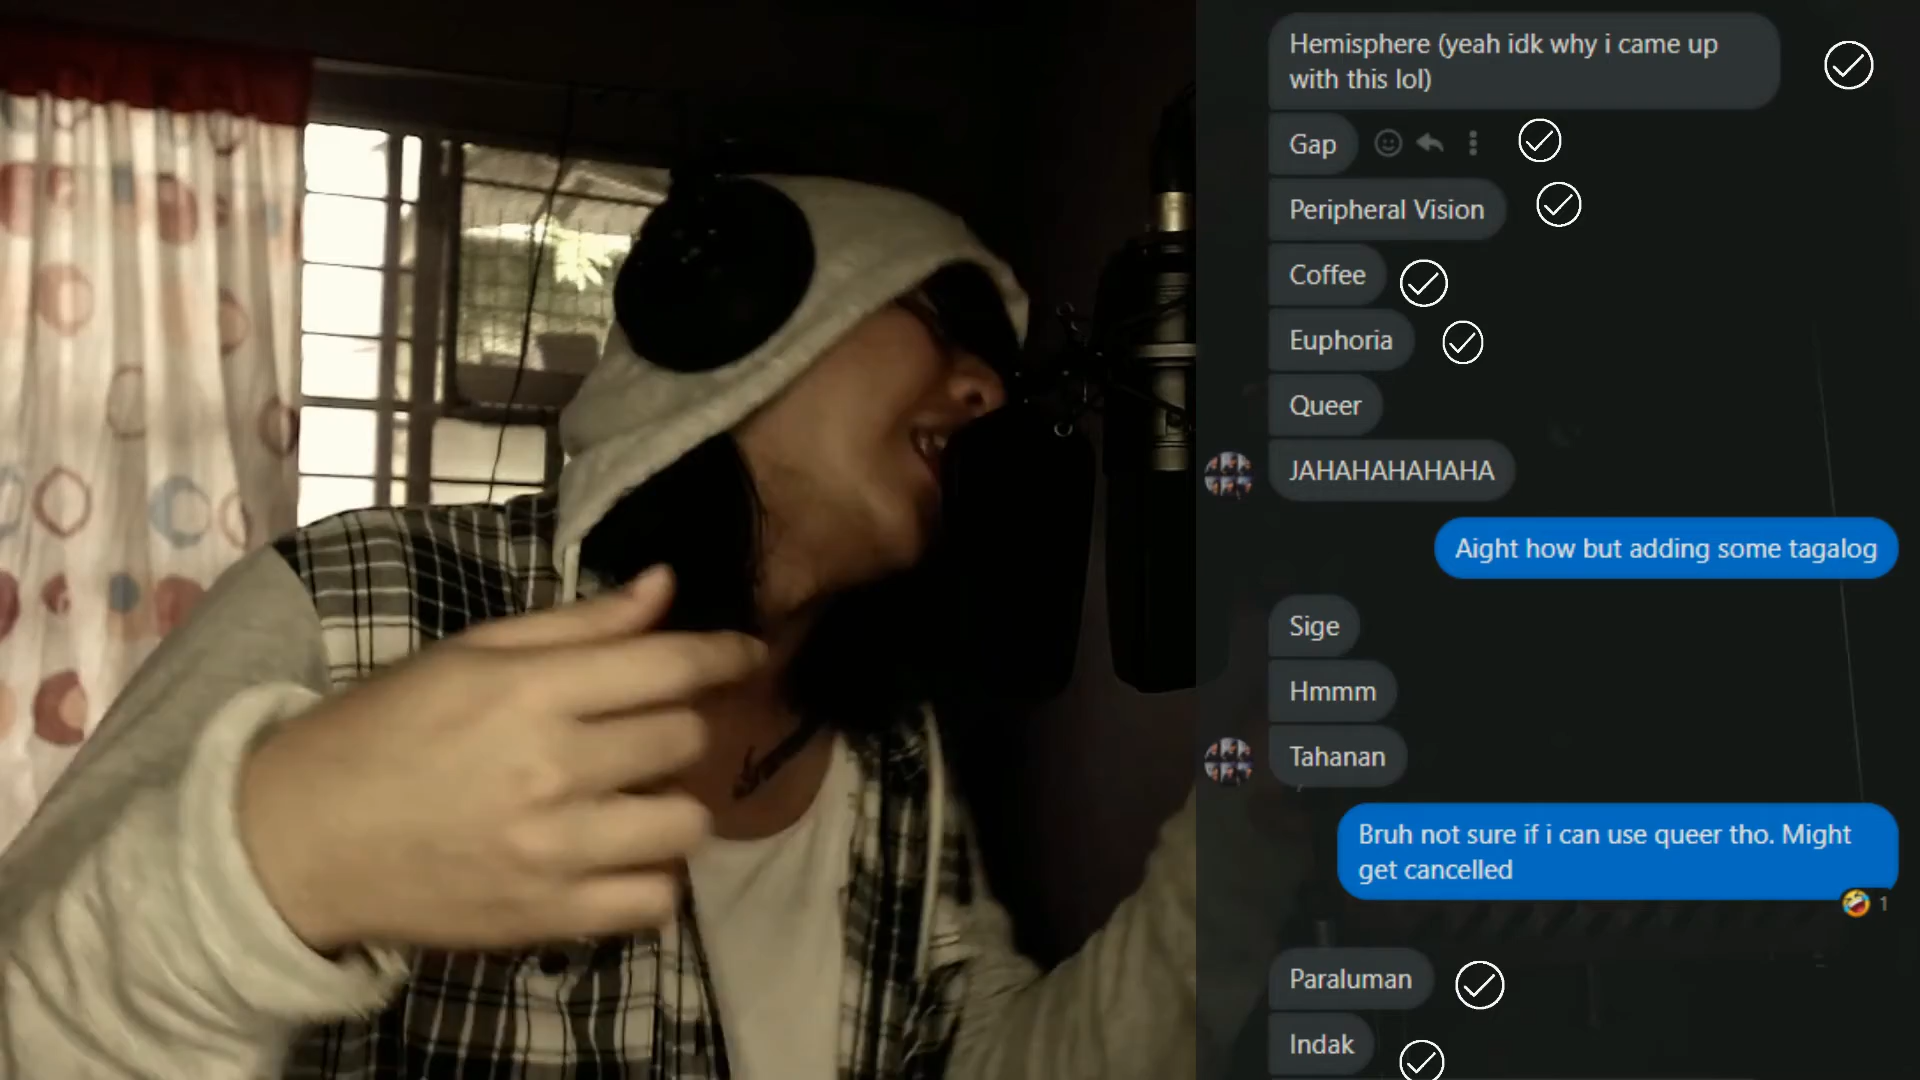 Hemisphere (yeah idk why i came up
with this lol)
Gap
Peripheral Vision
Coffee
Euphoria
Queer
JAHAHAHAHAHA
Aight how but adding some tagalog
Sige
Hmmm
Tahanan
Bruh not sure if i can use queer tho. Might
get cancelled
1
Paraluman
Indak